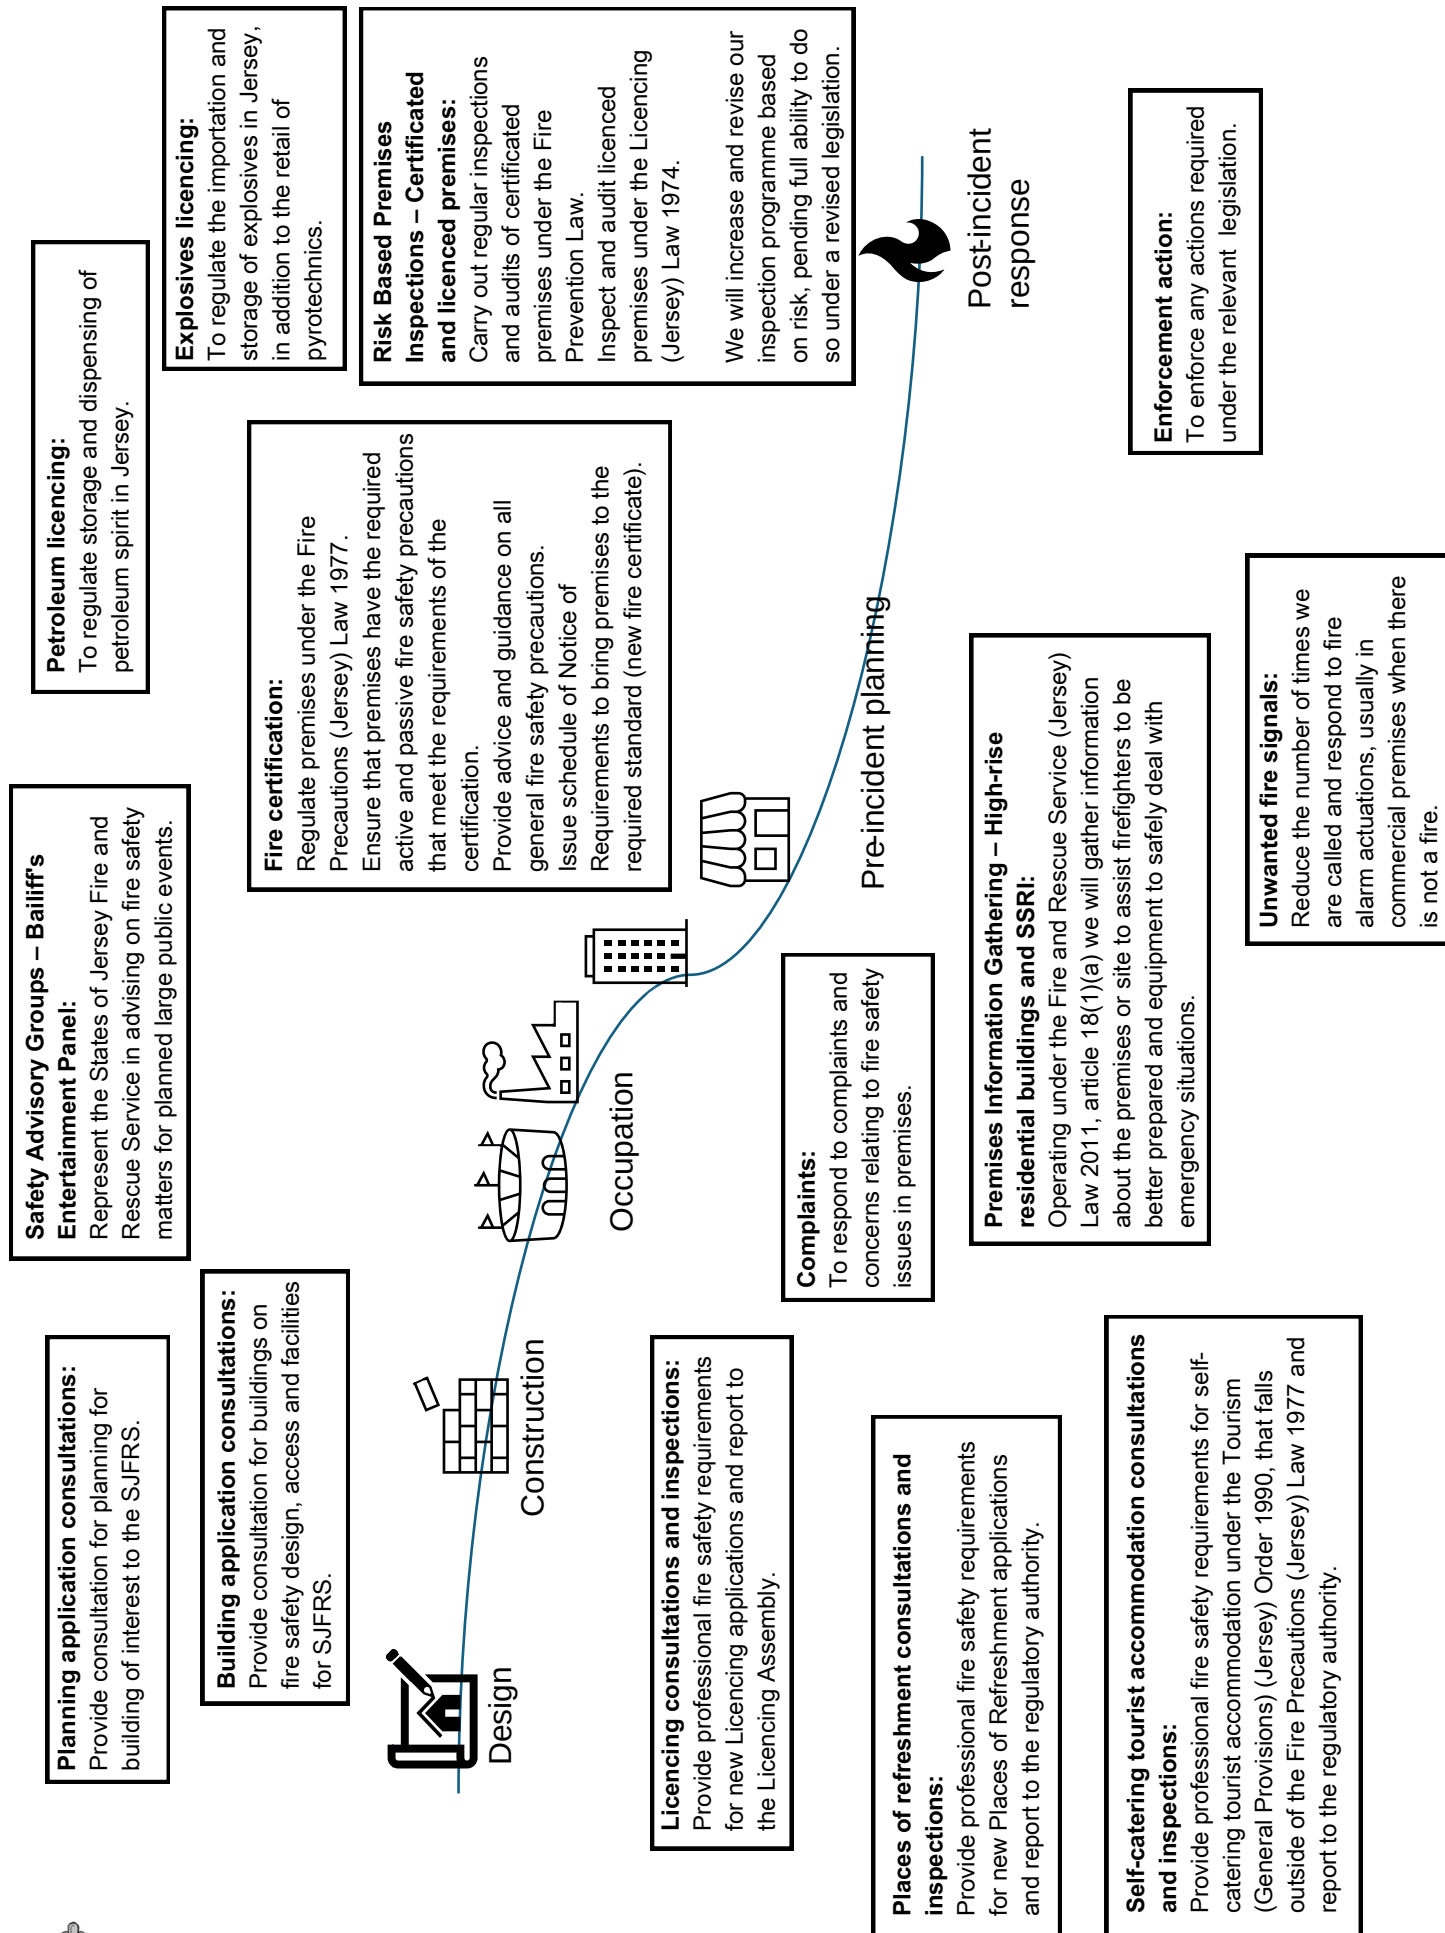 Planning application consultations:
Provide consultation for planning for
building of interest to the SJFRS.
Safety Advisory Groups – Bailiff's
Entertainment Panel:
Represent the States of Jersey Fire and
Rescue Service in advising on fire safety
matters for planned large public events.
Petroleum licencing:
To regulate storage and dispensing of
petroleum spirit in Jersey.
Explosives licencing:
To regulate the importation and
storage of explosives in Jersey,
in addition to the retail of
pyrotechnics.
Building application consultations:
Provide consultation for buildings on
fire safety design, access and facilities
for SJFRS.
Fire certification:
Regulate premises under the Fire
Precautions (Jersey) Law 1977.
Ensure that premises have the required
active and passive fire safety precautions
that meet the requirements of the
certification.
Provide advice and guidance on all
general fire safety precautions.
Issue schedule of Notice of
Requirements to bring premises to the
required standard (new fire certificate).
Risk Based Premises
Inspections – Certificated
and licenced premises:
Carry out regular inspections
and audits of certificated
premises under the Fire
Prevention Law.
Inspect and audit licenced
premises under the Licencing
(Jersey) Law 1974.
We will increase and revise our
inspection programme based
on risk, pending full ability to do
so under a revised legislation.
Design
Construction
Occupation
Pre-incident planning
Post-incident
response
Licencing consultations and inspections:
Provide professional fire safety requirements
for new Licencing applications and report to
the Licencing Assembly.
Complaints:
To respond to complaints and
concerns relating to fire safety
issues in premises.
Places of refreshment consultations and
inspections:
Provide professional fire safety requirements
for new Places of Refreshment applications
and report to the regulatory authority.
Premises Information Gathering – High-rise
residential buildings and SSRI:
Operating under the Fire and Rescue Service (Jersey)
Law 2011, article 18(1)(a) we will gather information
about the premises or site to assist firefighters to be
better prepared and equipment to safely deal with
emergency situations.
Enforcement action:
To enforce any actions required
under the relevant legislation.
Self-catering tourist accommodation consultations
and inspections:
Provide professional fire safety requirements for self-
catering tourist accommodation under the Tourism
(General Provisions) (Jersey) Order 1990, that falls
outside of the Fire Precautions (Jersey) Law 1977 and
report to the regulatory authority.
Unwanted fire signals:
Reduce the number of times we
are called and respond to fire
alarm actuations, usually in
commercial premises when there
is not a fire.